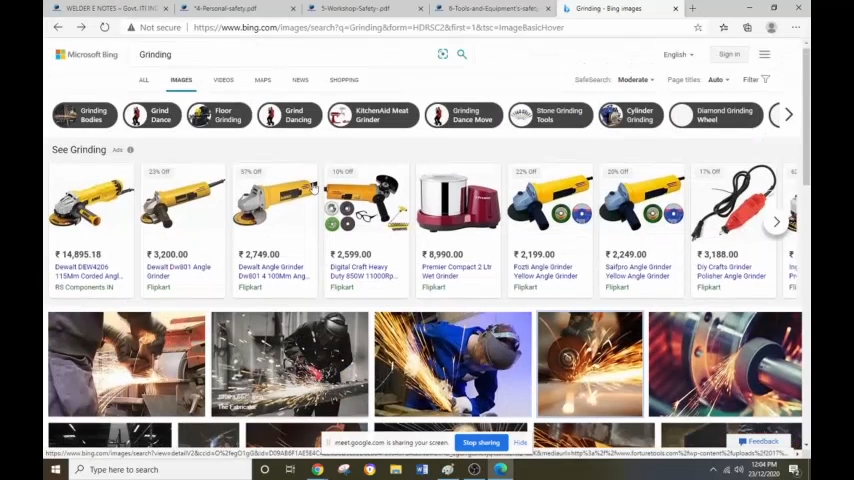 WELDER E NOTES – Govt. ITI INC
*4-Personal-safety.pdf
5-Workshop-Safety-.pdf
6-Tools-and-Equipment's-safety
Grinding - Bing images
Not secure
https://www.bing.com/images/search?q=Grinding&form=HDRSC2&first=1&tsc=ImageBasicHover
Microsoft Bing
Grinding
English
Sign in
ALL IMAGES VIDEOS MAPS NEWS SHOPPING
SafeSearch: Moderate
Page titles: Auto
Filter
Grinding Bodies
Grind Dance
Floor Grinding
Grind Dancing
KitchenAid Meat Grinder
Grinding Dance Move
Stone Grinding Tools
Cylinder Grinding
Diamond Grinding Wheel
See Grinding Ads
23% Off
37% Off
10% Off
22% Off
20% Off
17% Off
₹ 14,895.18
Dewalt DEW4206
115Mm Corded Angl...
RS Components IN
₹ 3,200.00
Dewalt Dw801 Angle
Grinder
Flipkart
₹ 2,749.00
Dewalt Angle Grinder
Dw801 4 100Mm Ang...
Flipkart
₹ 2,599.00
Digital Craft Heavy
Duty 850W 11000Rp...
Flipkart
₹ 8,990.00
Premier Compact 2 Ltr
Wet Grinder
Flipkart
₹ 2,199.00
Fozti Angle Grinder
Yellow Angle Grinder
Flipkart
₹ 2,249.00
Saifpro Angle Grinder
Yellow Angle Grinder
Flipkart
₹ 3,188.00
Diy Crafts Grinder
Polisher Angle Grinder
Flipkart
The Fabricator
meet.google.com is sharing your screen.
Stop sharing
Hide
Feedback
Type here to search
12:04 PM
23/12/2020